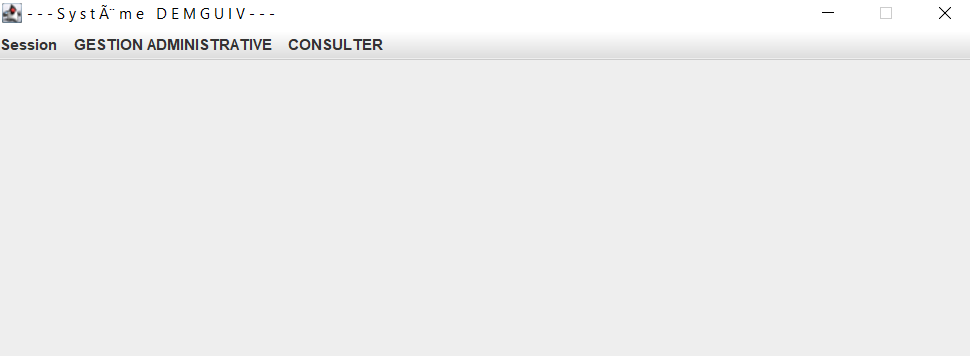 - - - S y s t Ã¨ m e   D E M G U I V - - -
Session GESTION ADMINISTRATIVE CONSULTER